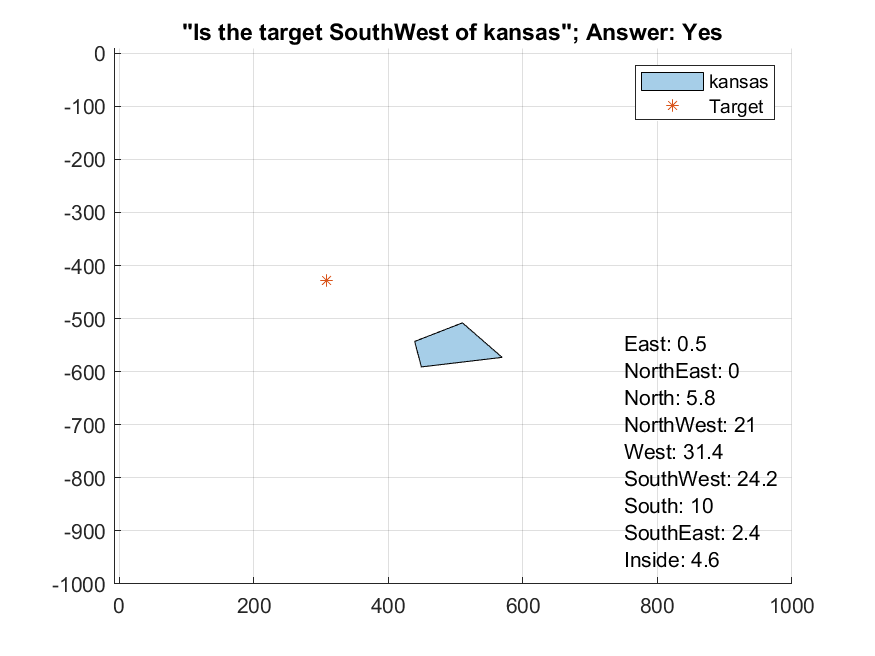 "Is the target SouthWest of kansas"; Answer: Yes
0
-100
-200
-300
-400
-500
-600
-700
-800
-900
-1000
0 200 400 600 800 1000
kansas
Target
East: 0.5
NorthEast: 0
North: 5.8
NorthWest: 21
West: 31.4
SouthWest: 24.2
South: 10
SouthEast: 2.4
Inside: 4.6